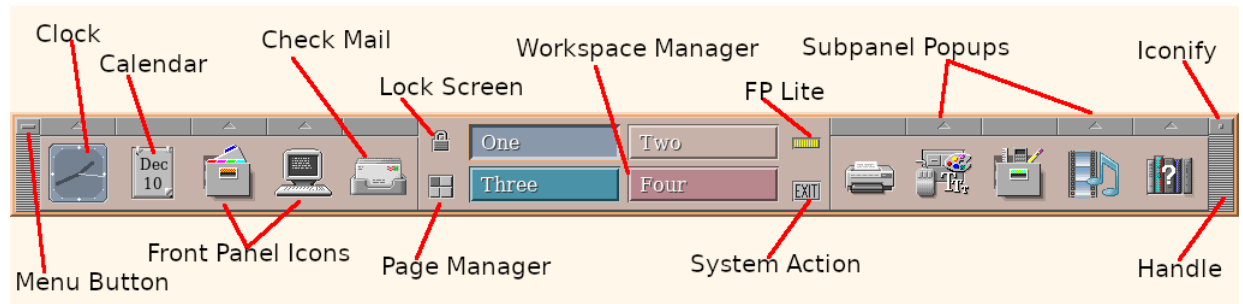 Clock
Calendar
Check Mail
Lock Screen
Workspace Manager
FP Lite
Subpanel Popups
Iconify
Dec
10
One
Two
Three
Four
EXIT
TTr
?
Menu Button
Front Panel Icons
Page Manager
System Action
Handle